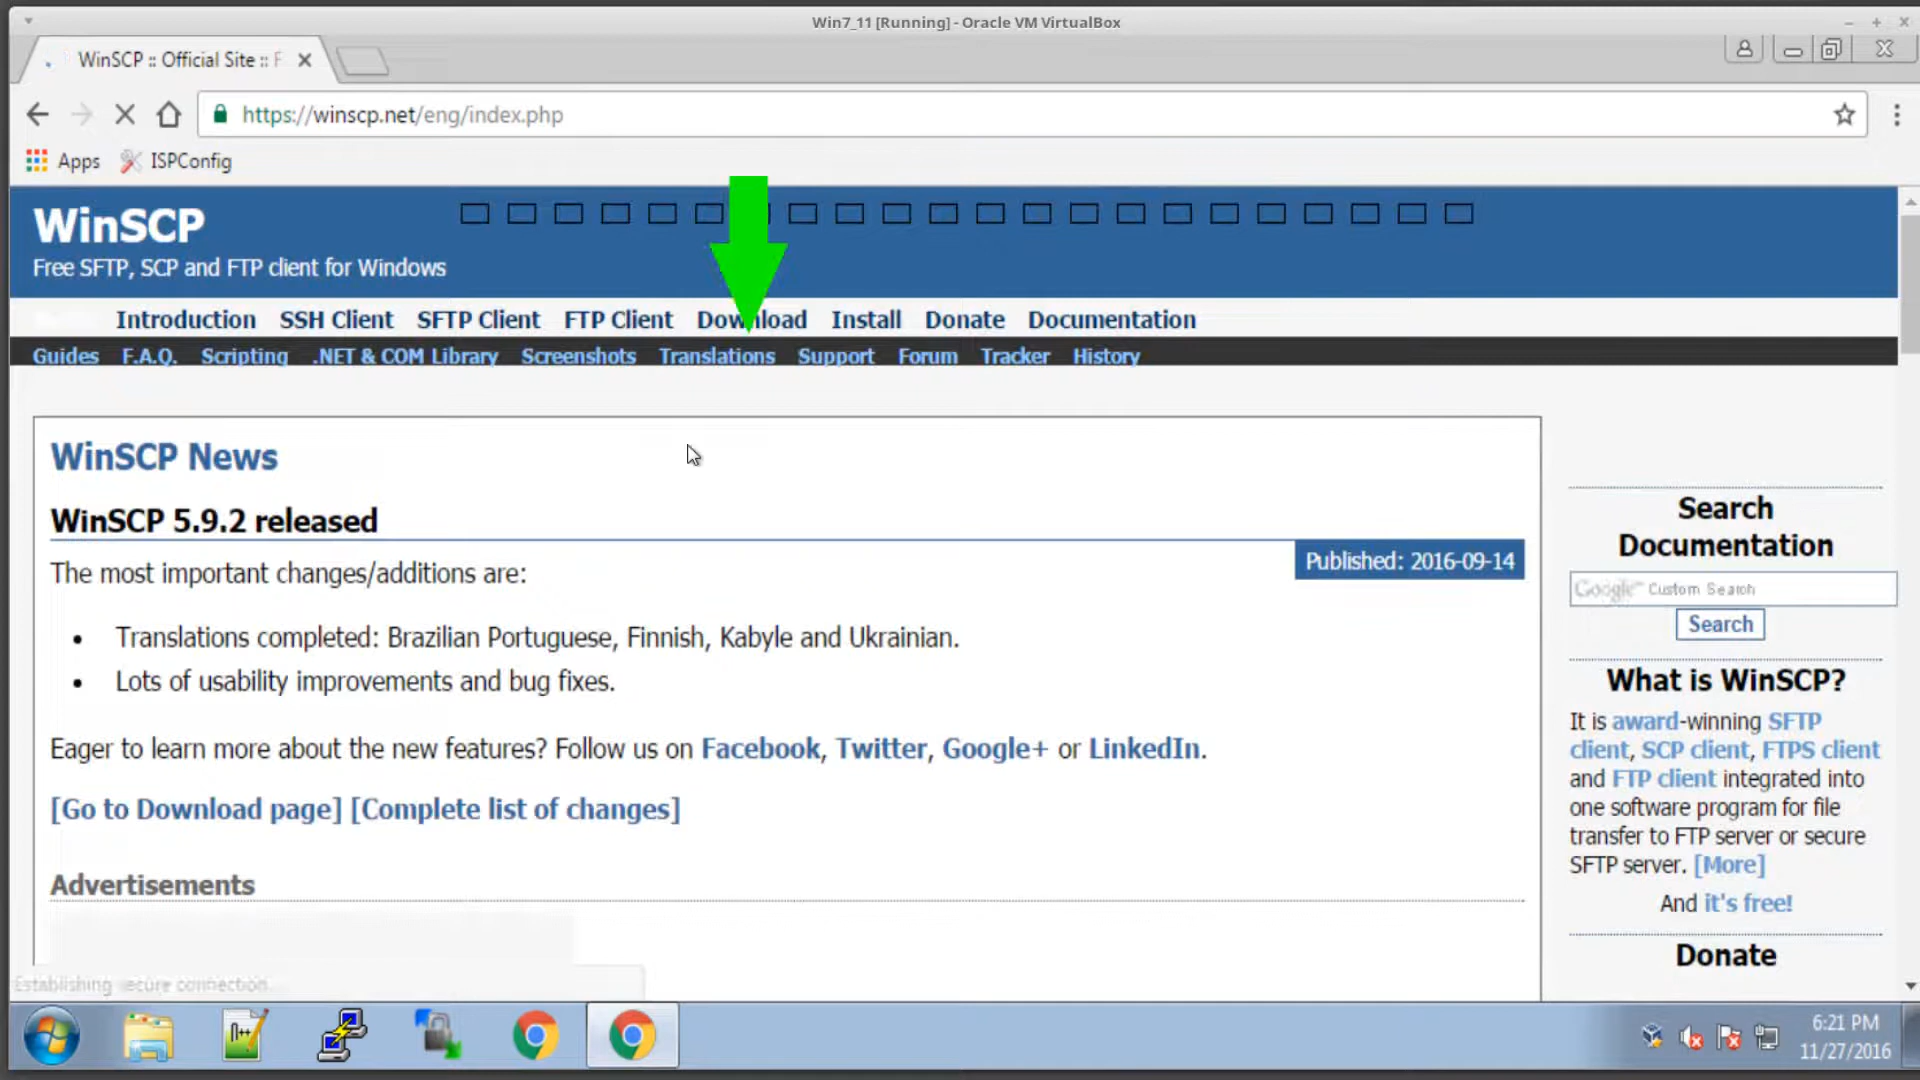 Win7_11 [Running] - Oracle VM VirtualBox
WinSCP :: Official Site :: F
https://winscp.net/eng/index.php
Apps ISPConfig
WinSCP
Free SFTP, SCP and FTP client for Windows
Introduction SSH Client SFTP Client FTP Client Download Install Donate Documentation
Guides F.A.Q. Scripting .NET & COM Library Screenshots Translations Support Forum Tracker History
WinSCP News
WinSCP 5.9.2 released
Published: 2016-09-14
The most important changes/additions are:
• Translations completed: Brazilian Portuguese, Finnish, Kabyle and Ukrainian.
• Lots of usability improvements and bug fixes.
Eager to learn more about the new features? Follow us on Facebook, Twitter, Google+ or LinkedIn.
[Go to Download page] [Complete list of changes]
Advertisements
Search
Documentation
Google™ Custom Search
Search
What is WinSCP?
It is award-winning SFTP
client, SCP client, FTPS client
and FTP client integrated into
one software program for file
transfer to FTP server or secure
SFTP server. [More]
And it's free!
Donate
Establishing secure connection...
n++
6:21 PM
11/27/2016